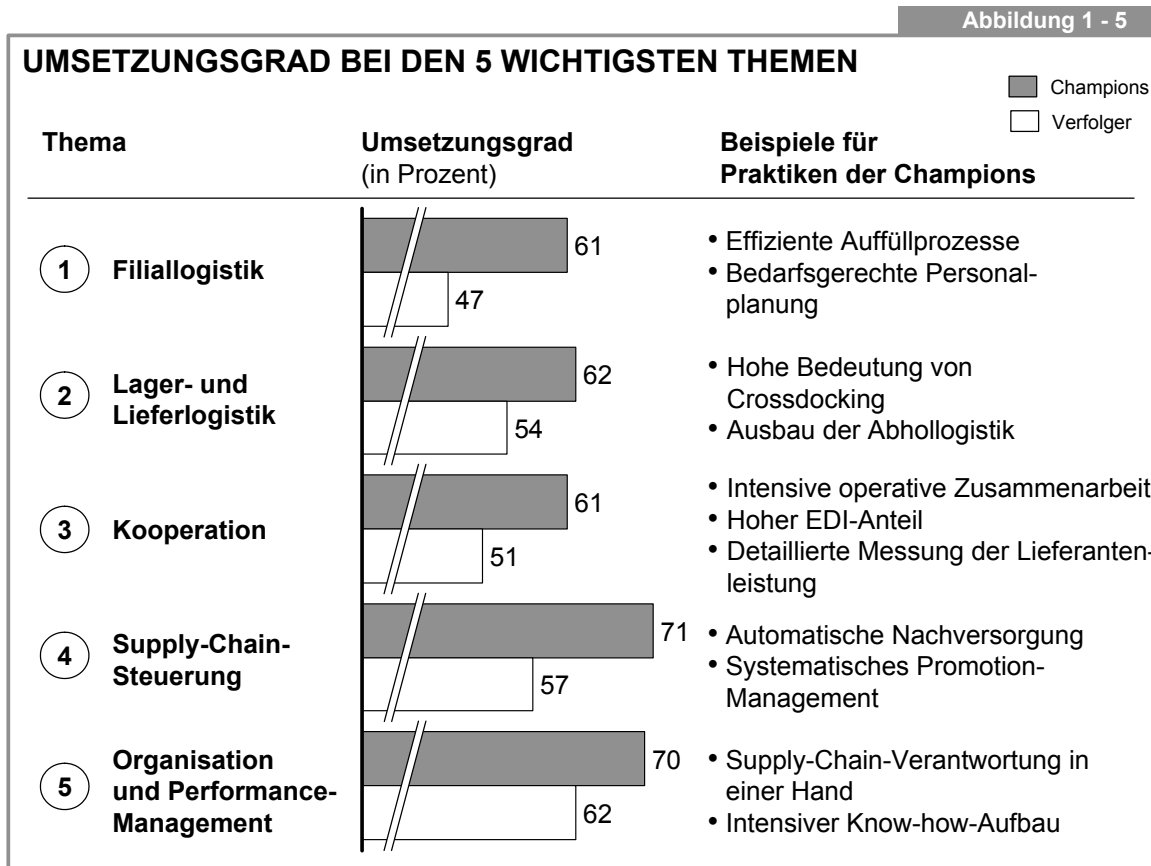 Abbildung 1 - 5
UMSETZUNGSGRAD BEI DEN 5 WICHTIGSTEN THEMEN
Champions
Verfolger
Thema
Umsetzungsgrad
(in Prozent)
Beispiele für
Praktiken der Champions
1
Filiallogistik
61
47
• Effiziente Auffüllprozesse
• Bedarfsgerechte Personal-
planung
2
Lager- und
Lieferlogistik
62
54
• Hohe Bedeutung von
Crossdocking
• Ausbau der Abhollogistik
3
Kooperation
61
51
• Intensive operative Zusammenarbeit
• Hoher EDI-Anteil
• Detaillierte Messung der Lieferanten-
leistung
4
Supply-Chain-
Steuerung
71
57
• Automatische Nachversorgung
• Systematisches Promotion-
Management
5
Organisation
und Performance-
Management
70
62
• Supply-Chain-Verantwortung in
einer Hand
• Intensiver Know-how-Aufbau